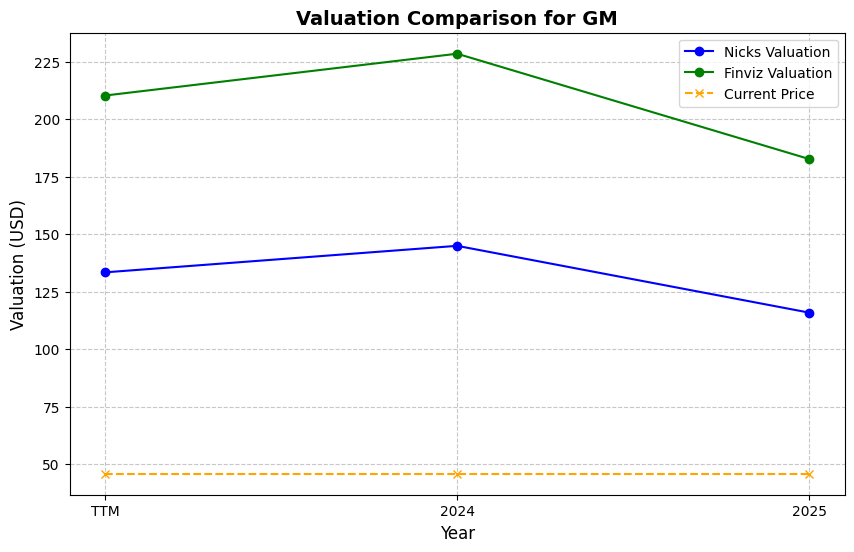 Valuation Comparison for GM
Nicks Valuation
Finviz Valuation
Current Price
Valuation (USD)
225
200
175
150
125
100
75
50
TTM
2024
2025
Year